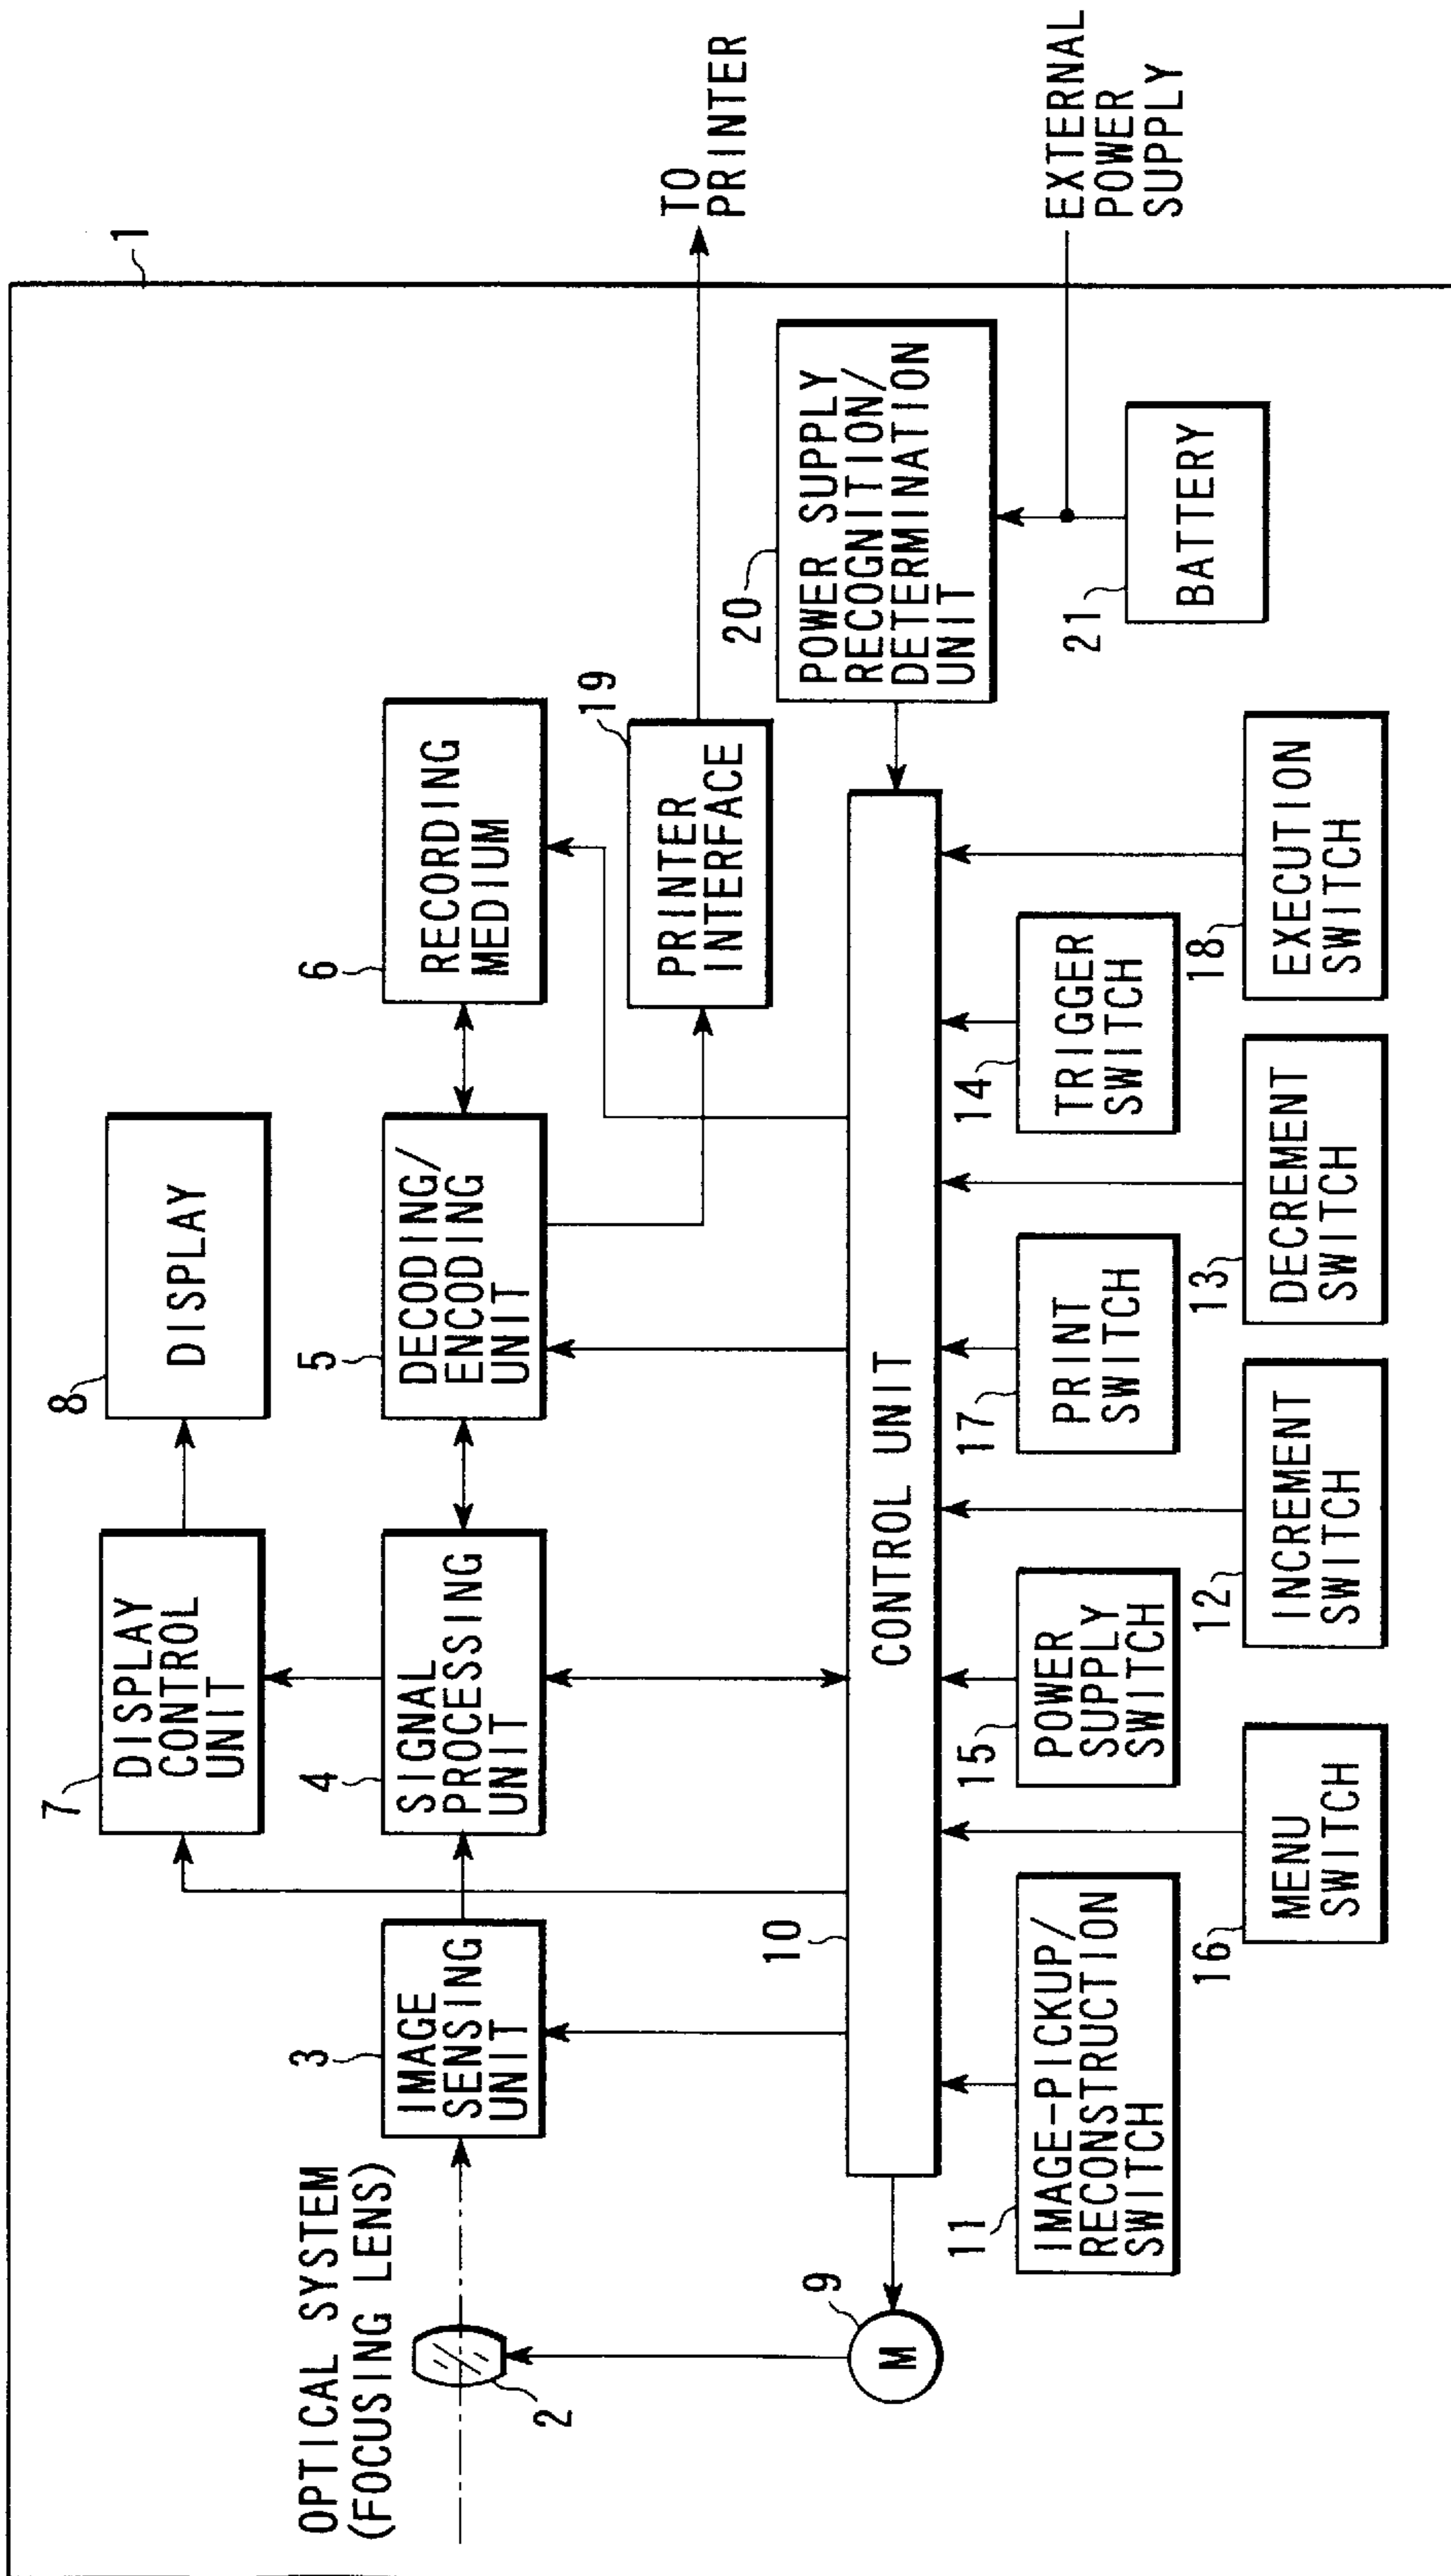 1
OPTICAL SYSTEM
(FOCUSING LENS)
2
3
IMAGE
SENSING
UNIT
7
DISPLAY
CONTROL
UNIT
4
SIGNAL
PROCESSING
UNIT
8
DISPLAY
5
DECODING/
ENCODING
UNIT
6
RECORDING
MEDIUM
19
PRINTER
INTERFACE
TO
PRINTER
9
M
10
CONTROL UNIT
20
POWER SUPPLY
RECOGNITION/
DETERMINATION
UNIT
EXTERNAL
POWER
SUPPLY
21
BATTERY
11
IMAGE-PICKUP/
RECONSTRUCTION
SWITCH
15
POWER
SUPPLY
SWITCH
17
PRINT
SWITCH
14
TRIGGER
SWITCH
16
MENU
SWITCH
12
INCREMENT
SWITCH
13
DECREMENT
SWITCH
18
EXECUTION
SWITCH